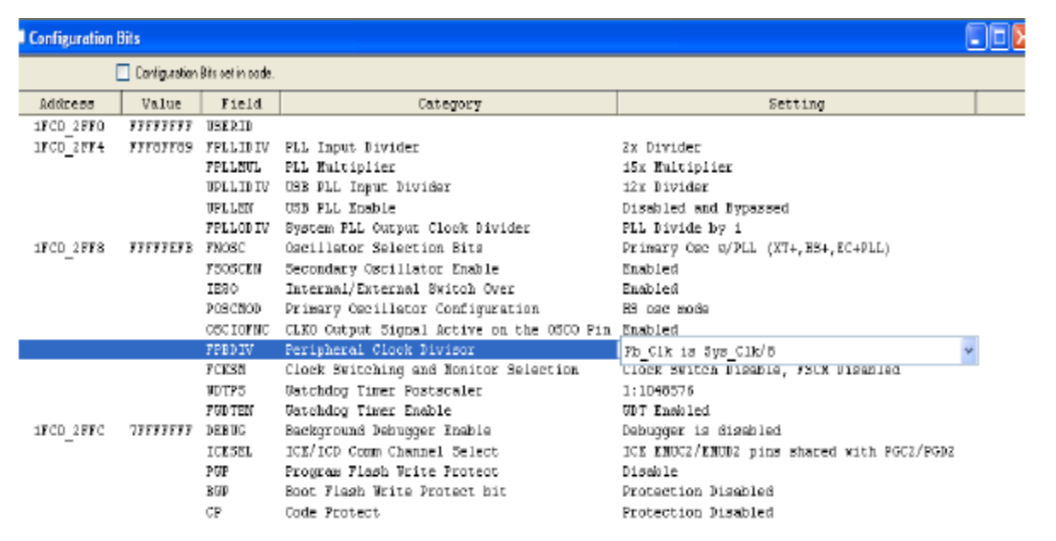 Configuration Bits
Configuration Bits set in code.
Address Value Field Category Setting
1FC0_2FF0 FFFFFFFF USERID
1FC0_2FF4 FFF8FF89 FPLLIDIV PLL Input Divider 2x Divider
FPLLMUL PLL Multiplier 15x Multiplier
UPLLIDIV USB PLL Input Divider 12x Divider
UPLLEN USB PLL Enable Disabled and Bypassed
FPLLODIV System PLL Output Clock Divider PLL Divide by 1
1FC0_2FF8 FFFFFEFB FNOSC Oscillator Selection Bits Primary Osc w/PLL (XT+,HS+,EC+PLL)
FSOSCEN Secondary Oscillator Enable Enabled
IESO Internal/External Switch Over Enabled
POSCMOD Primary Oscillator Configuration HS osc mode
OSCIOFNC CLKO Output Signal Active on the OSCO Pin Enabled
FPBDIV Peripheral Clock Divisor Pb_Clk is Sys_Clk/8
FCKSM Clock Switching and Monitor Selection Clock Switch Disable, FSCM Disabled
WDTPS Watchdog Timer Postscaler 1:1048576
FWDTEN Watchdog Timer Enable WDT Enabled
1FC0_2FFC 7FFFFFFF DEBUG Background Debugger Enable Debugger is disabled
ICESEL ICE/ICD Comm Channel Select ICE EMUC2/EMUD2 pins shared with PGC2/PGD2
PWP Program Flash Write Protect Disable
BWP Boot Flash Write Protect bit Protection Disabled
CP Code Protect Protection Disabled